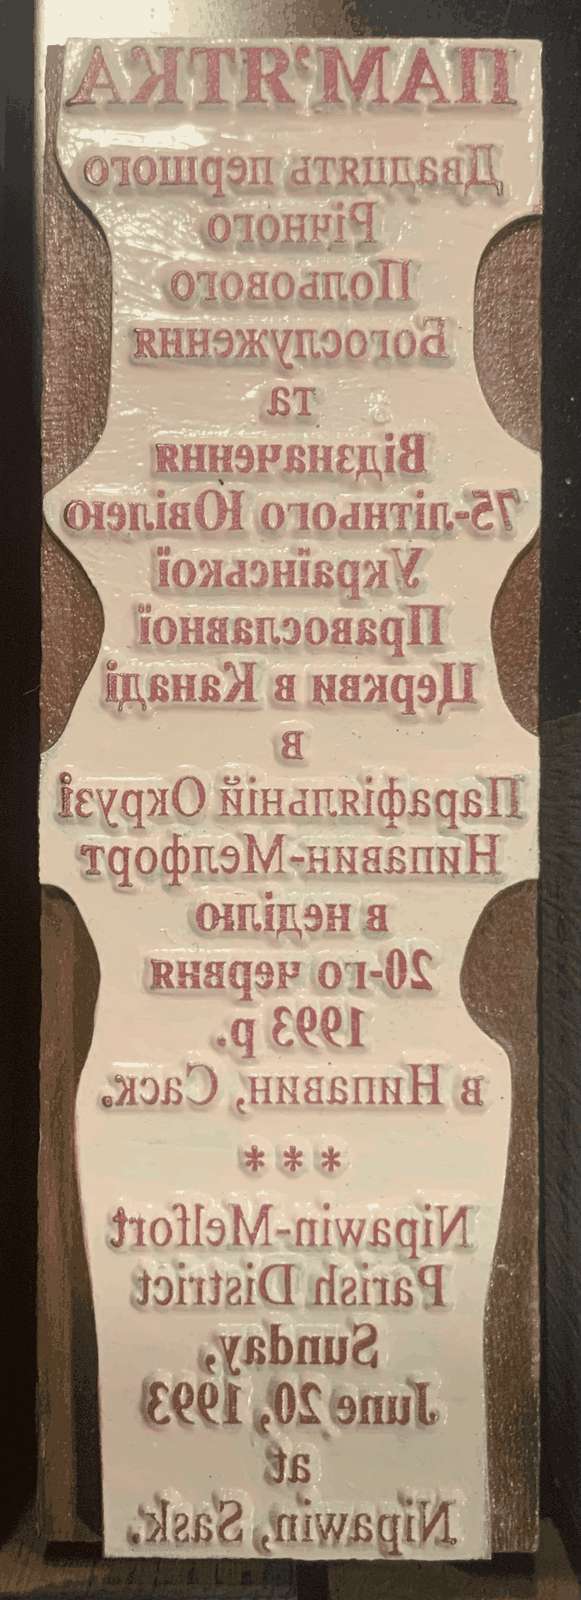 ПАМ'ЯТКА
Двадцять першого
Річного
Польового
Богослуження
та
Відзначення
75-літнього Ювілею
Української
Православної
Церкви в Канаді
в
Парафіяльній Окрузі
Нипавин-Мелфорт
в неділю
20-го червня
1993 р.
в Нипавин, Саск.
* * *
Nipawin-Melfort
Parish District
Sunday,
June 20, 1993
at
Nipawin, Sask.